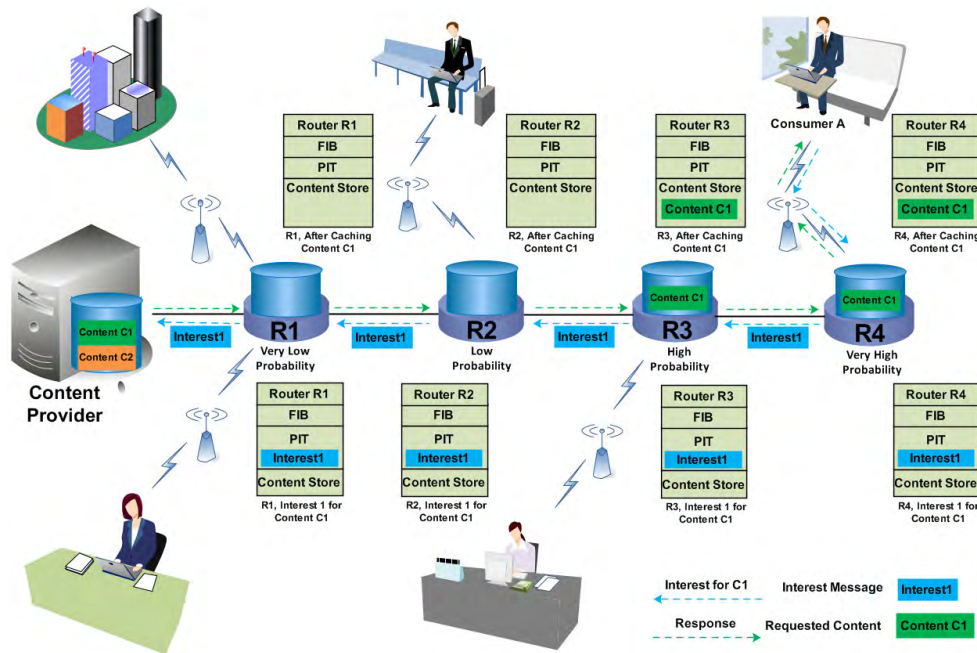 Router R1
FIB
PIT
Content Store
R1, After Caching
Content C1
Router R2
FIB
PIT
Content Store
R2, After Caching
Content C1
Router R3
FIB
PIT
Content Store
Content C1
R3, After Caching
Content C1
Consumer A
Router R4
FIB
PIT
Content Store
Content C1
R4, After Caching
Content C1
Content C1
Content C2
Content
Provider
Interest1
R1
Very Low
Probability
Interest1
R2
Low
Probability
Interest1
Content C1
R3
High
Probability
Interest1
Content C1
R4
Very High
Probability
Router R1
FIB
PIT
Interest1
Content Store
R1, Interest 1 for
Content C1
Router R2
FIB
PIT
Interest1
Content Store
R2, Interest 1 for
Content C1
Router R3
FIB
PIT
Interest1
Content Store
R3, Interest 1 for
Content C1
Router R4
FIB
PIT
Interest1
Content Store
R4, Interest 1 for
Content C1
Interest for C1
Interest Message
Interest1
Response
Requested Content
Content C1